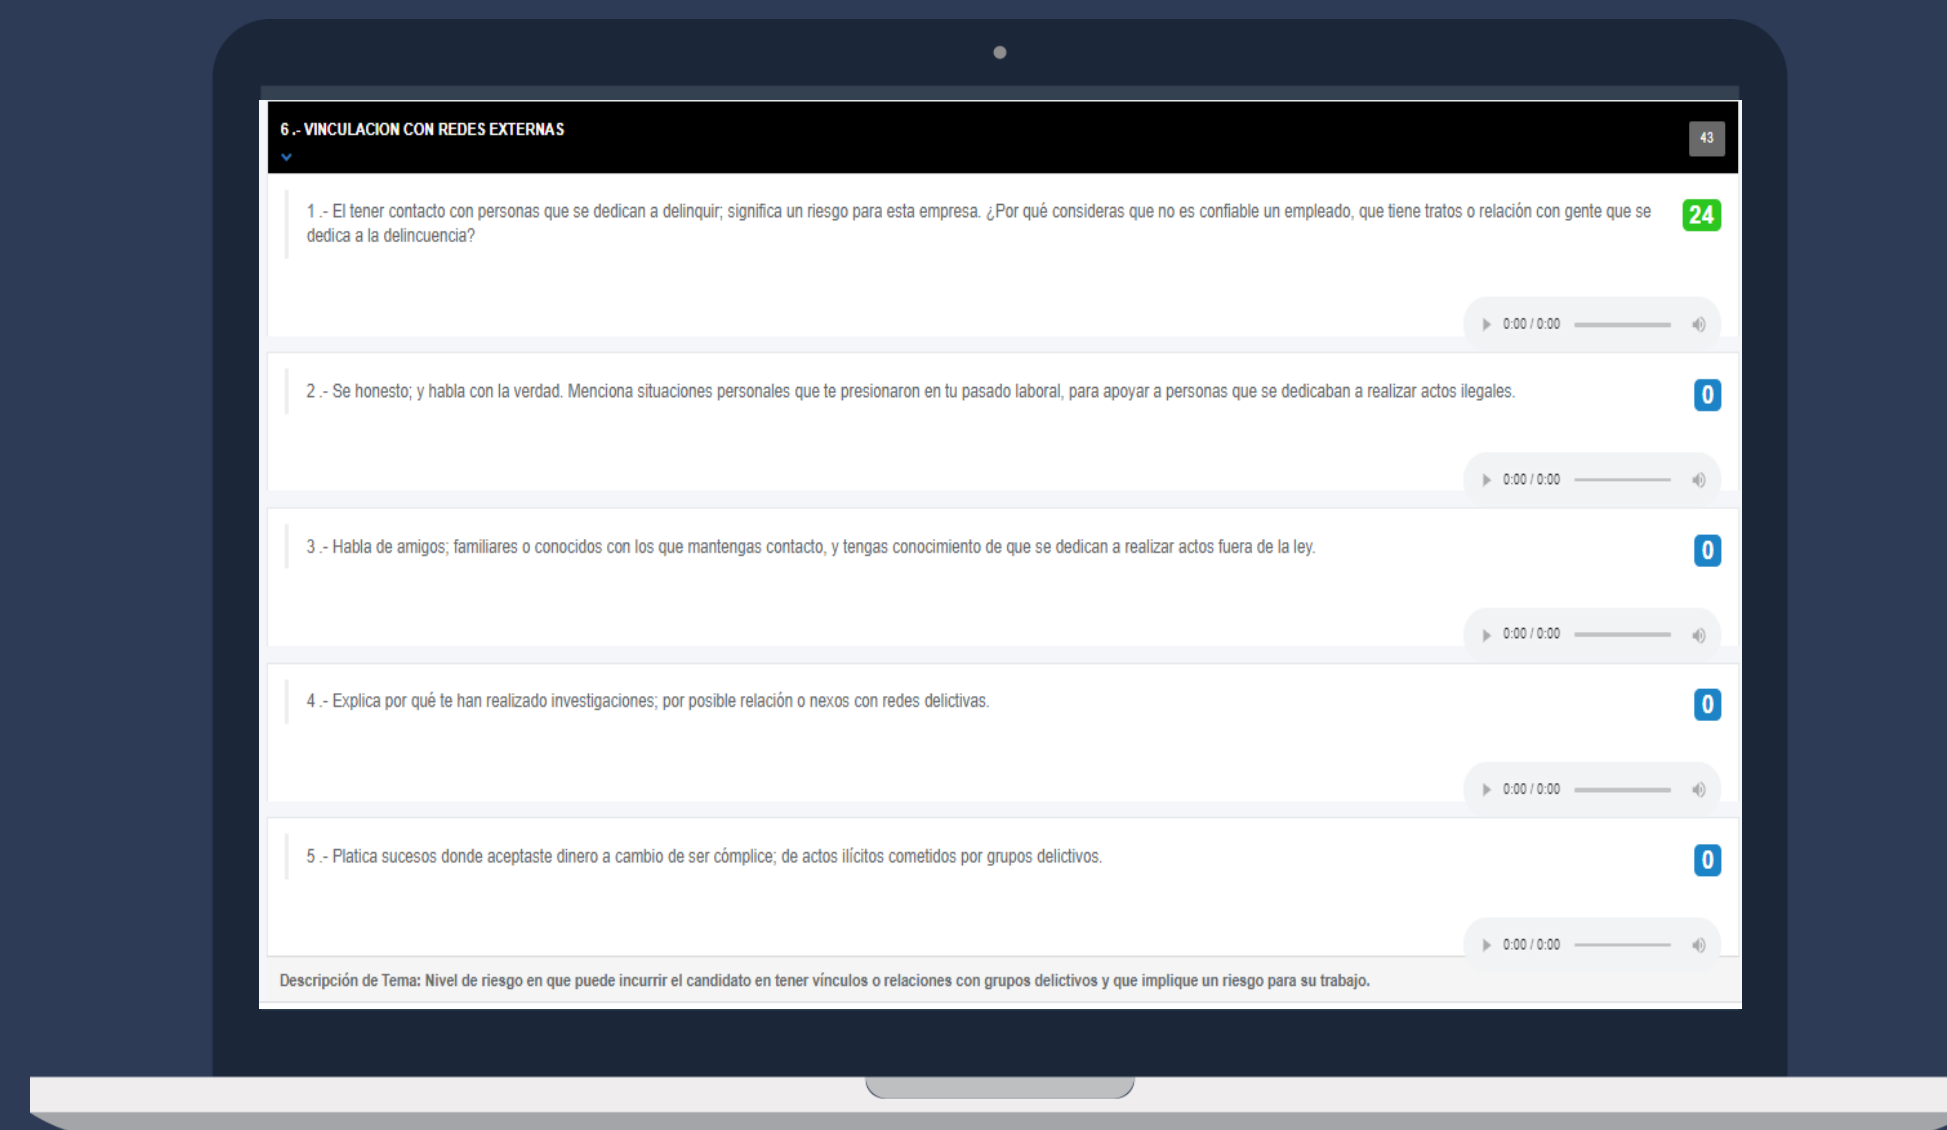 6 .- VINCULACION CON REDES EXTERNAS
43
1 .- El tener contacto con personas que se dedican a delinquir; significa un riesgo para esta empresa. ¿Por qué consideras que no es confiable un empleado, que tiene tratos o relación con gente que se
dedica a la delincuencia?
24
0:00 / 0:00
2 .- Se honesto; y habla con la verdad. Menciona situaciones personales que te presionaron en tu pasado laboral, para apoyar a personas que se dedicaban a realizar actos ilegales.
0
0:00 / 0:00
3 .- Habla de amigos; familiares o conocidos con los que mantengas contacto, y tengas conocimiento de que se dedican a realizar actos fuera de la ley.
0
0:00 / 0:00
4 .- Explica por qué te han realizado investigaciones; por posible relación o nexos con redes delictivas.
0
0:00 / 0:00
5 .- Platica sucesos donde aceptaste dinero a cambio de ser cómplice; de actos ilícitos cometidos por grupos delictivos.
0
0:00 / 0:00
Descripción de Tema: Nivel de riesgo en que puede incurrir el candidato en tener vínculos o relaciones con grupos delictivos y que implique un riesgo para su trabajo.